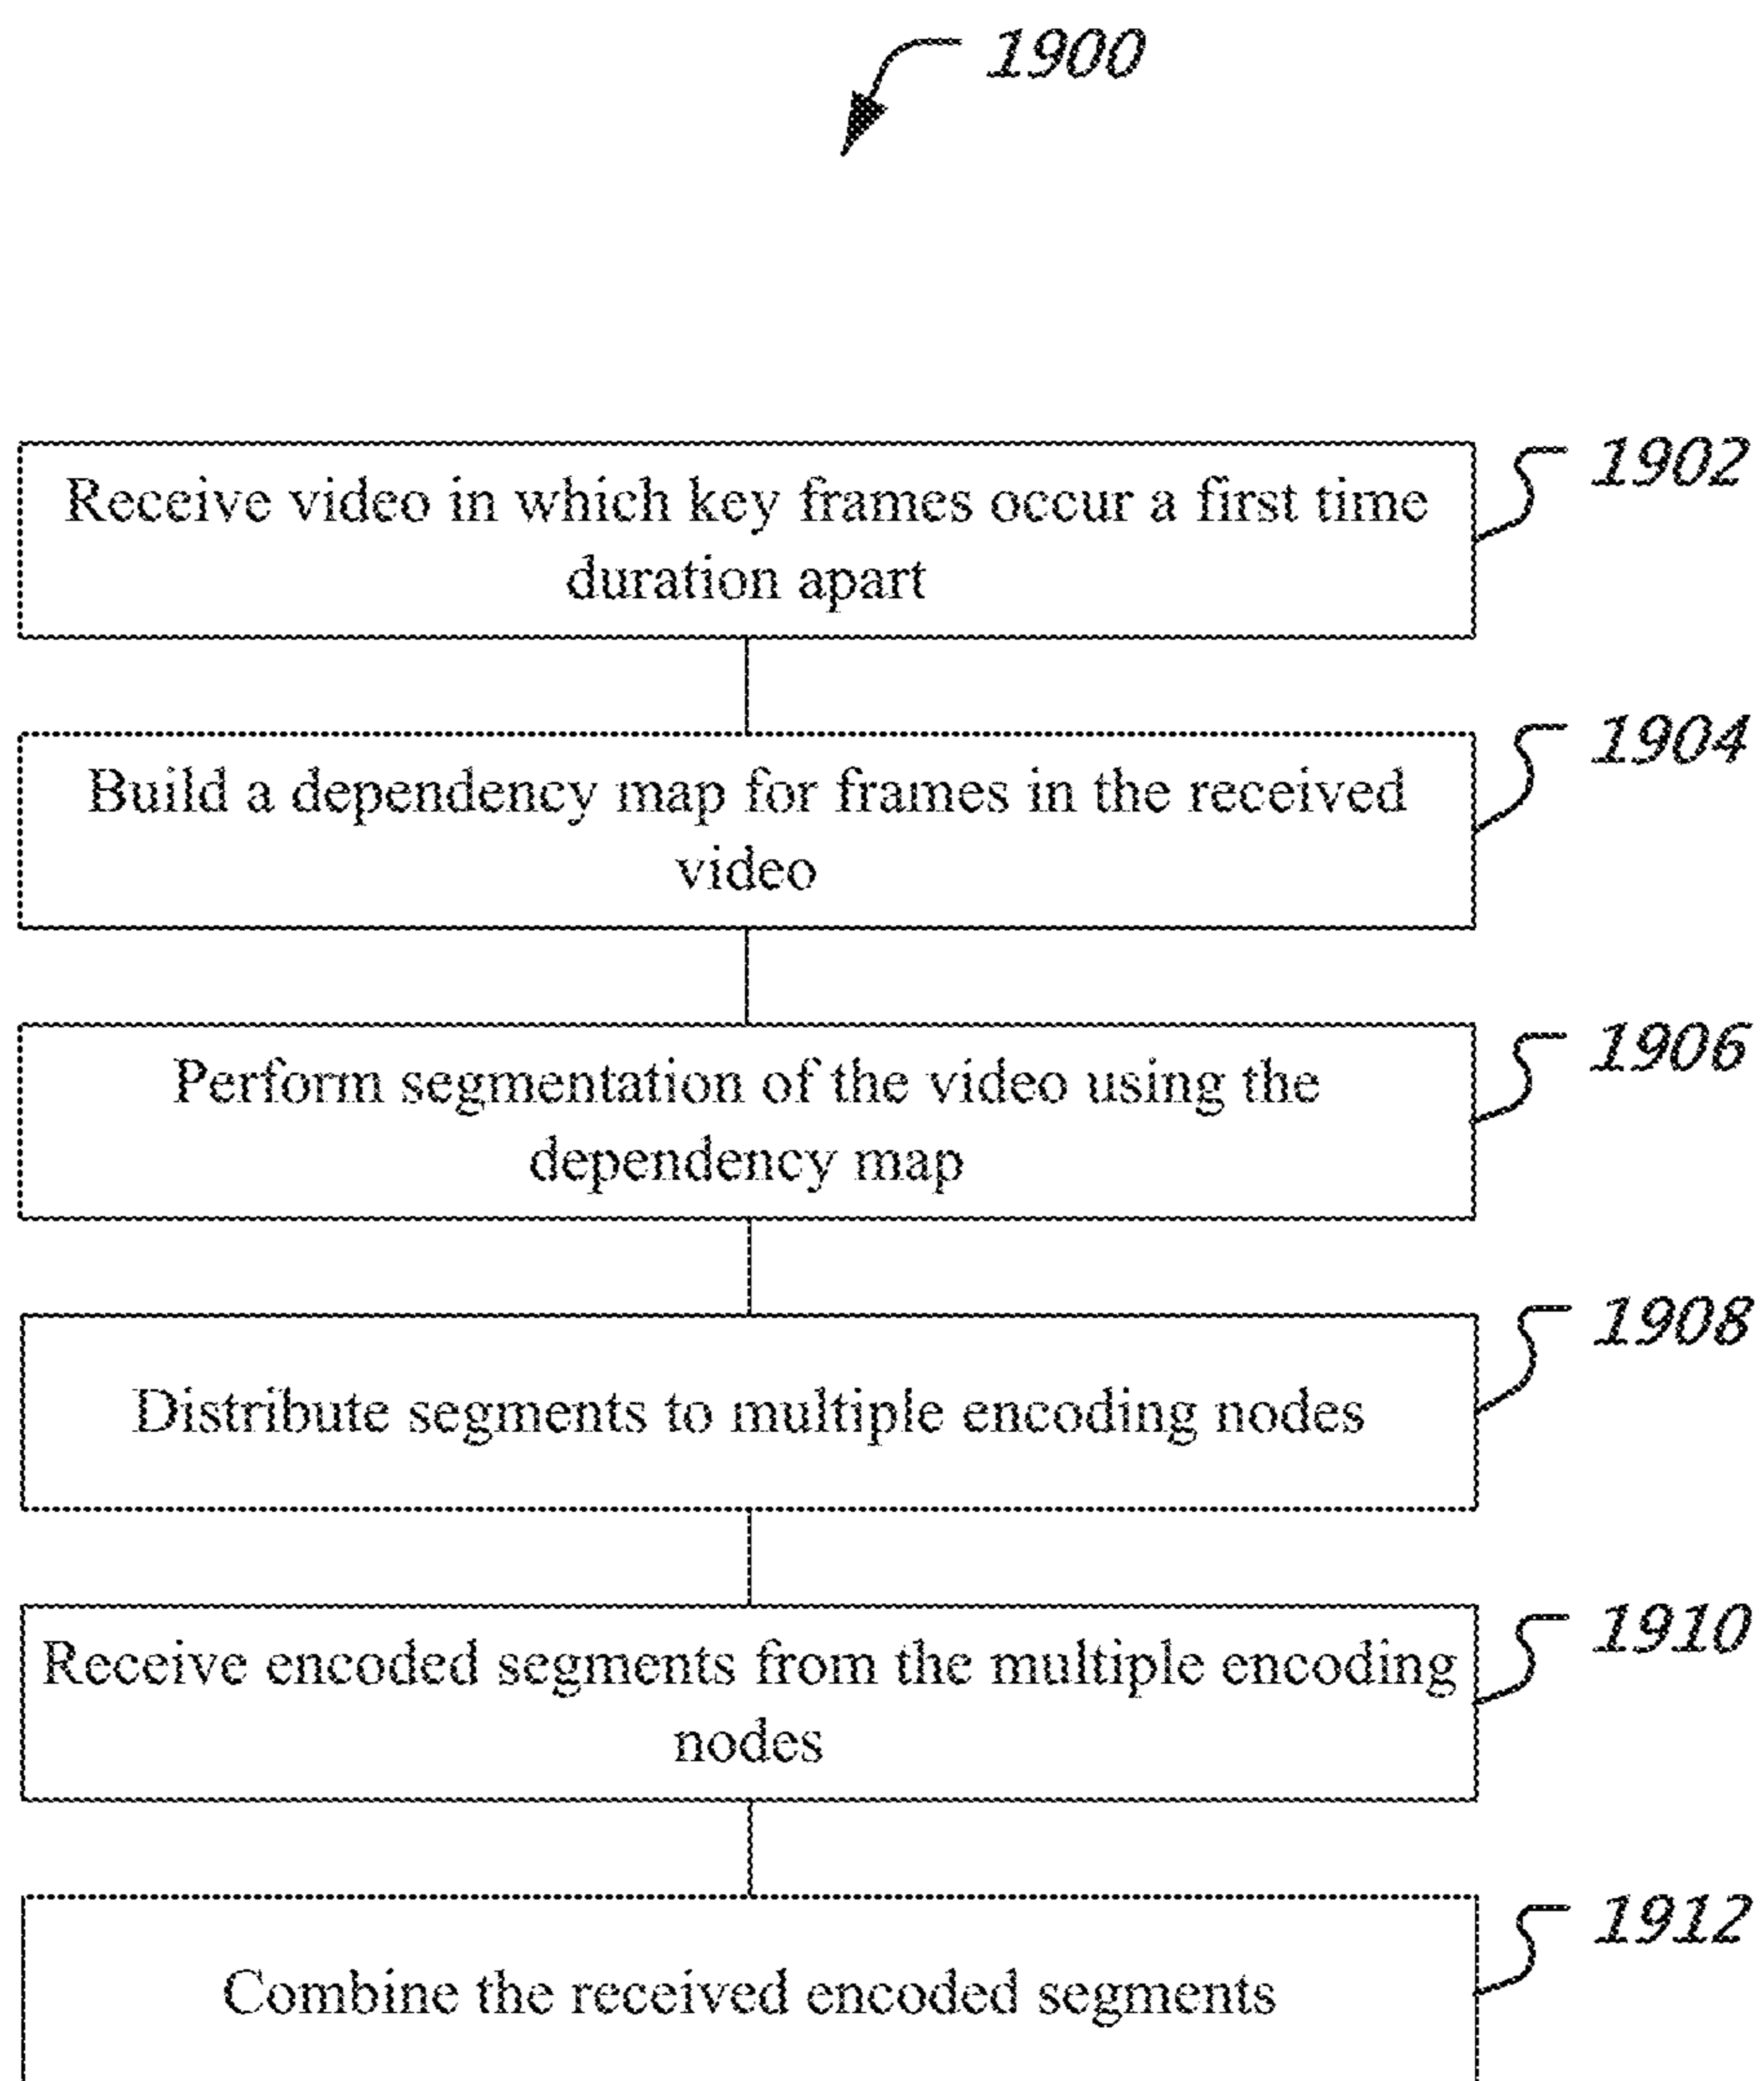 1900
Receive video in which key frames occur a first time
duration apart
1902
Build a dependency map for frames in the received
video
1904
Perform segmentation of the video using the
dependency map
1906
Distribute segments to multiple encoding nodes
1908
Receive encoded segments from the multiple encoding
nodes
1910
Combine the received encoded segments
1912